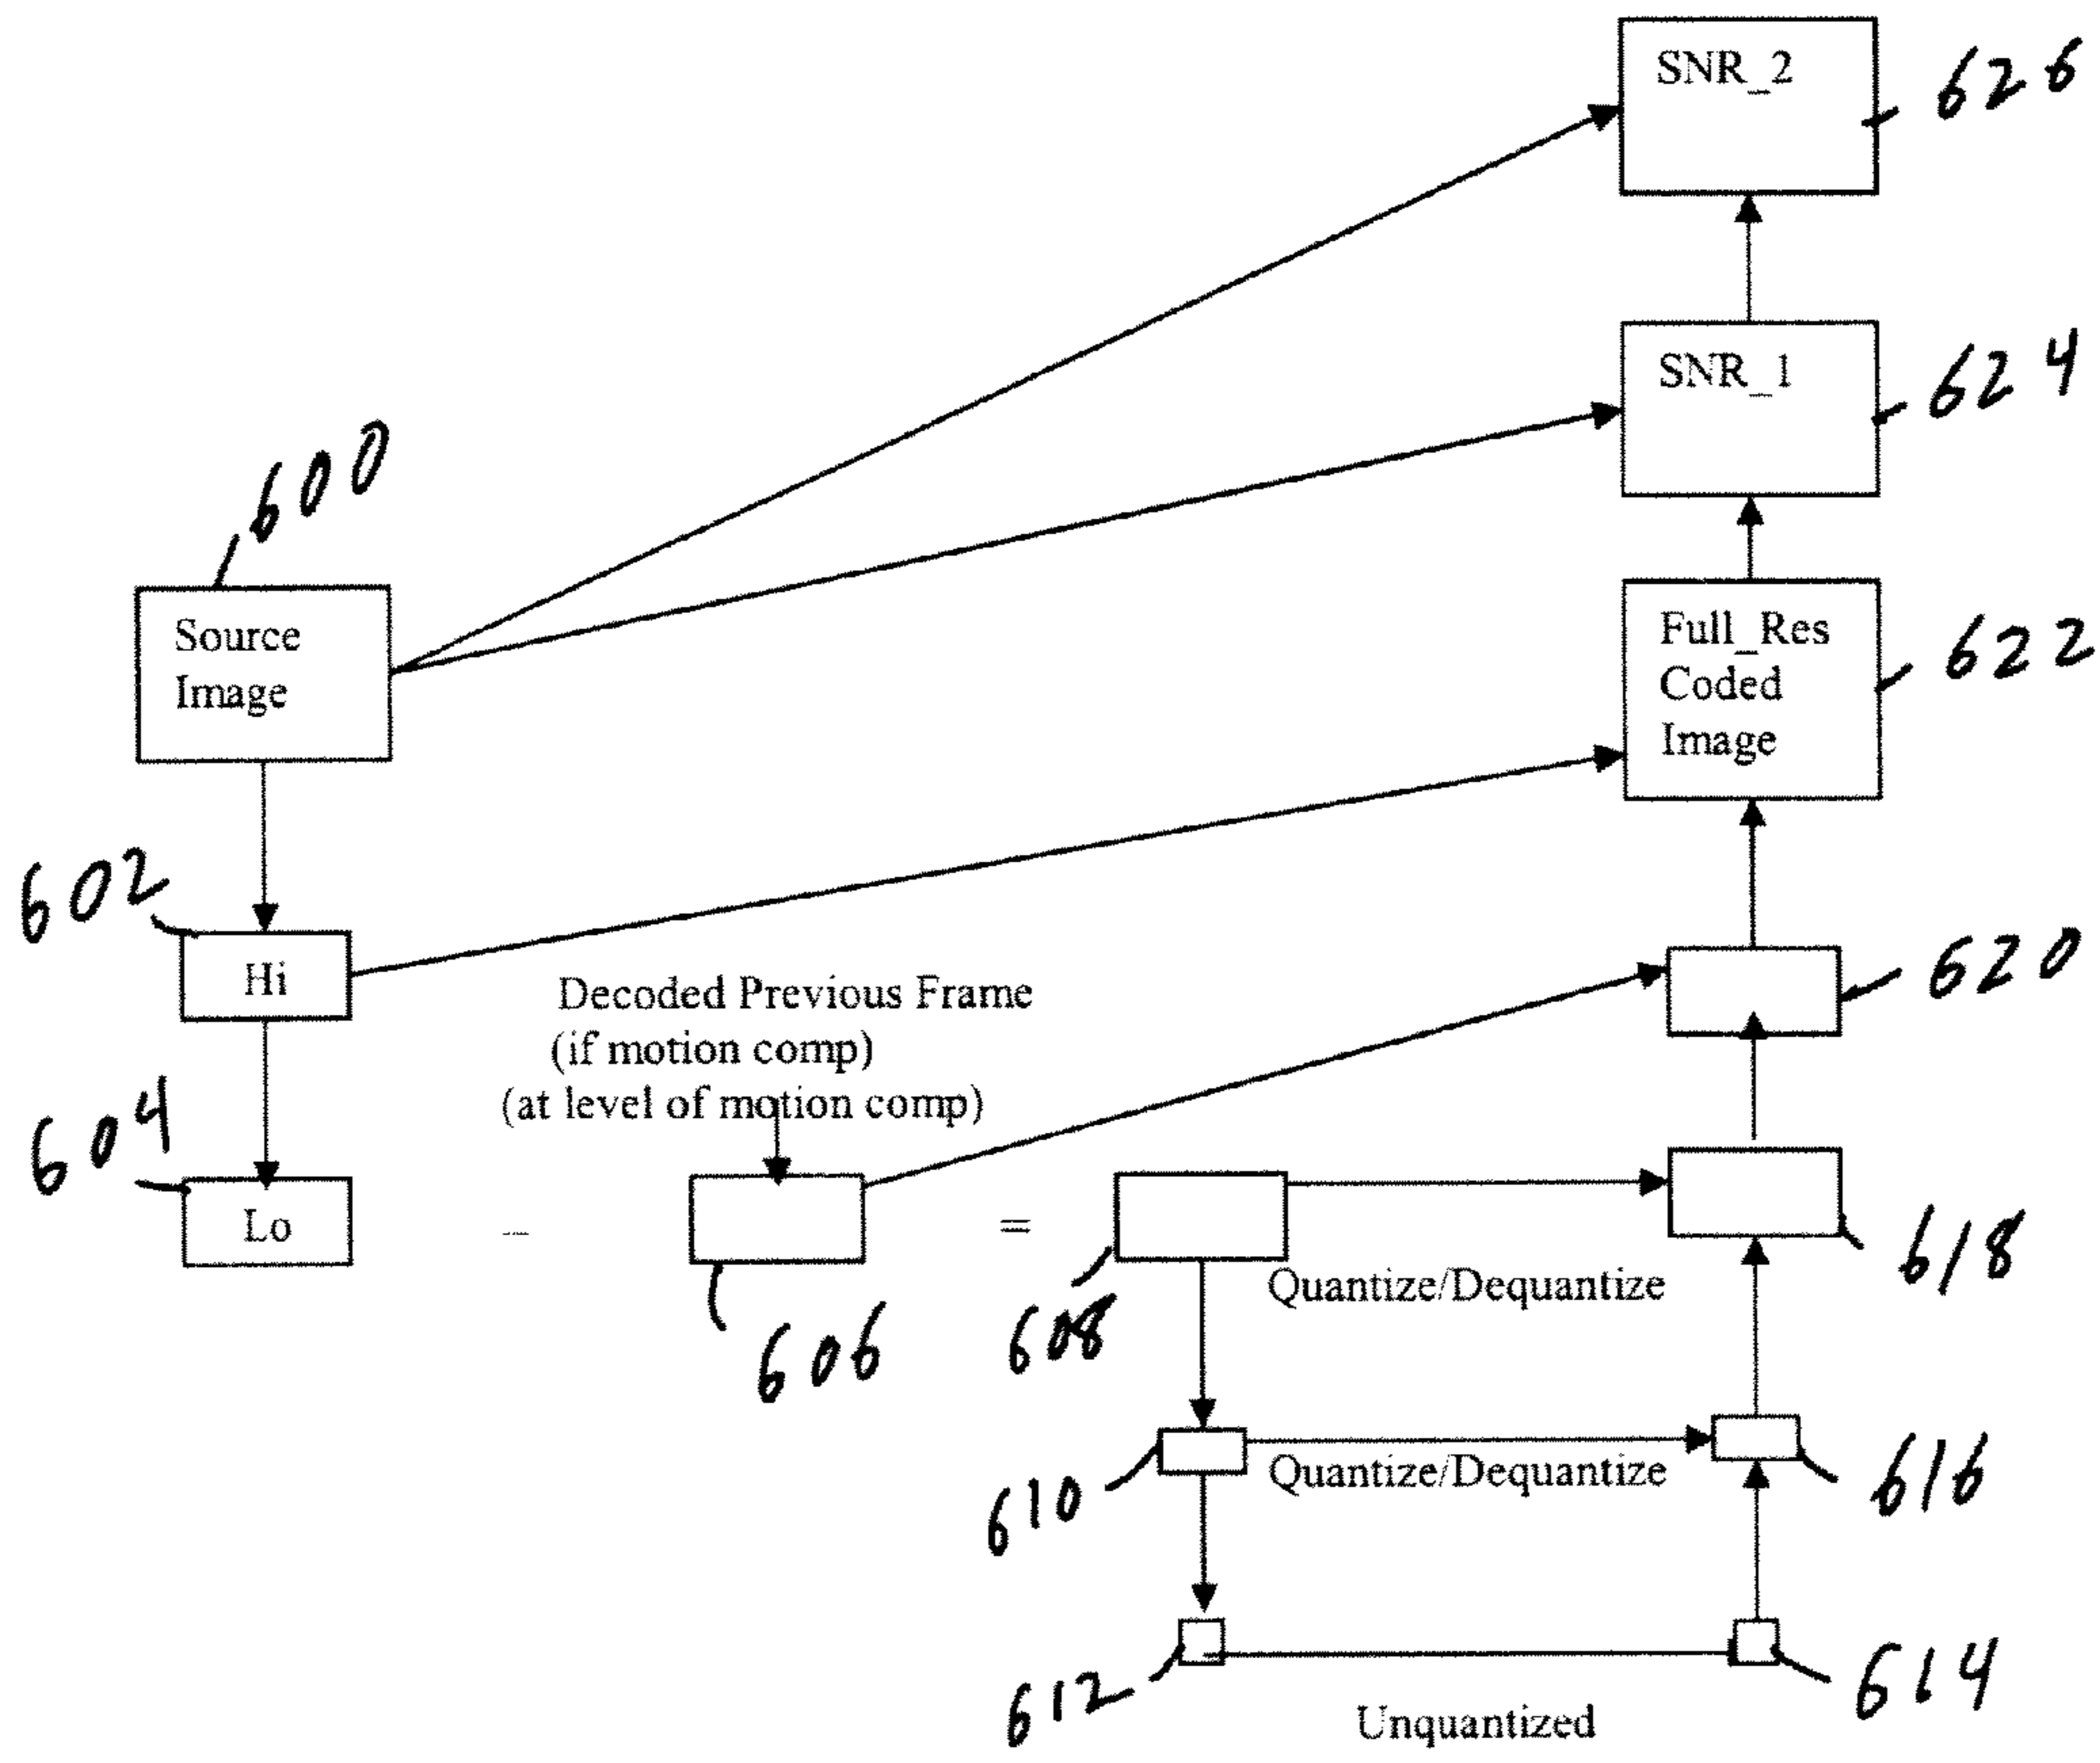 SNR_2
626
SNR_1
624
600
Source
Image
Full_Res
Coded
Image
622
602
Hi
Decoded Previous Frame
(if motion comp)
(at level of motion comp)
620
604
Lo
-
=
606
608
Quantize/Dequantize
618
610
Quantize/Dequantize
616
612
614
Unquantized